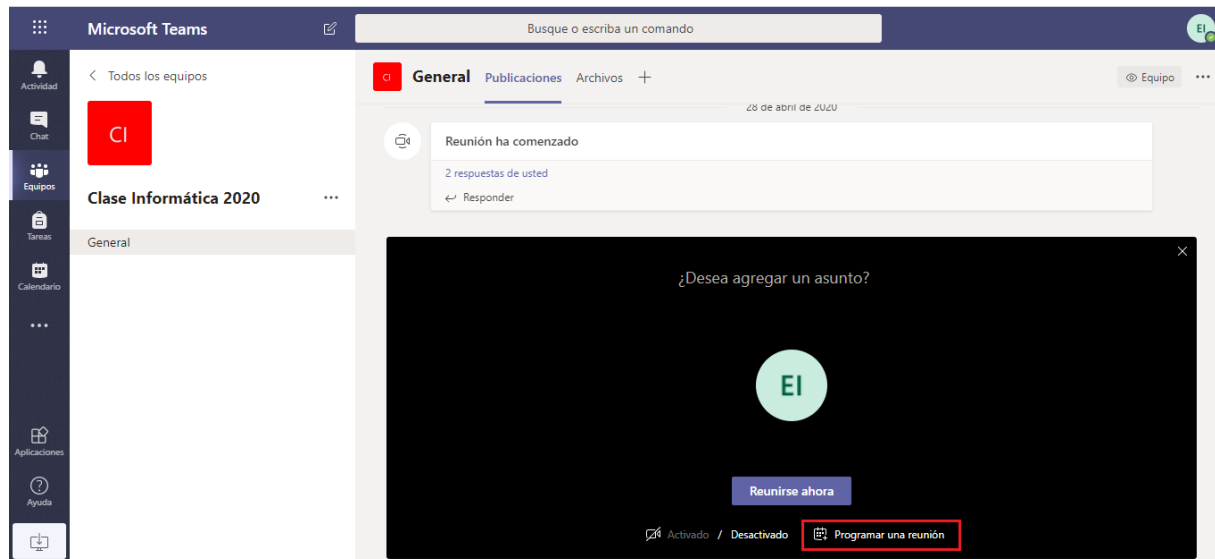 Microsoft Teams
Busque o escriba un comando
EI
Actividad
Chat
Equipos
Tareas
Calendario
Aplicaciones
Ayuda
Todos los equipos
CI
Clase Informática 2020
General
CI
General Publicaciones Archivos
Equipo
28 de abril de 2020
Reunión ha comenzado
2 respuestas de usted
Responder
¿Desea agregar un asunto?
EI
Reunirse ahora
Activado / Desactivado Programar una reunión